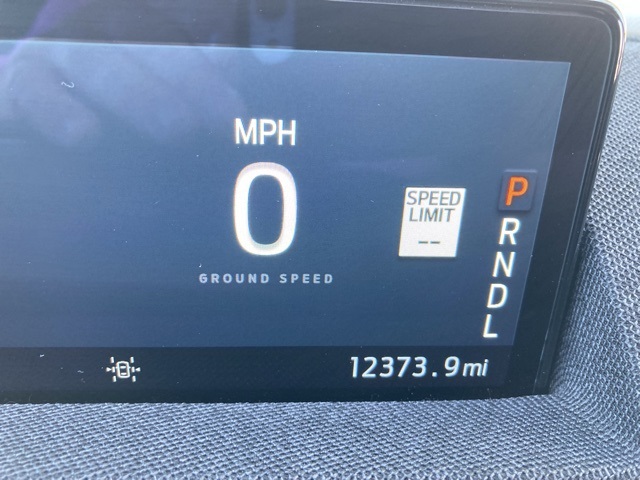 MPH
0
GROUND SPEED
SPEED
LIMIT
--
P
R
N
D
L
12373.9mi